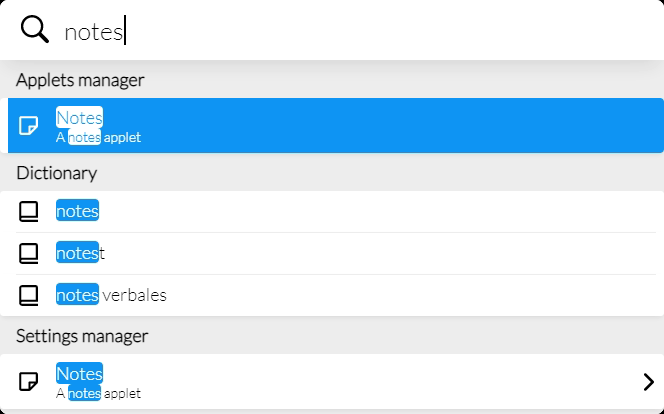 notes
Applets manager
Notes
A notes applet
Dictionary
notes
notest
notes verbales
Settings manager
Notes
A notes applet